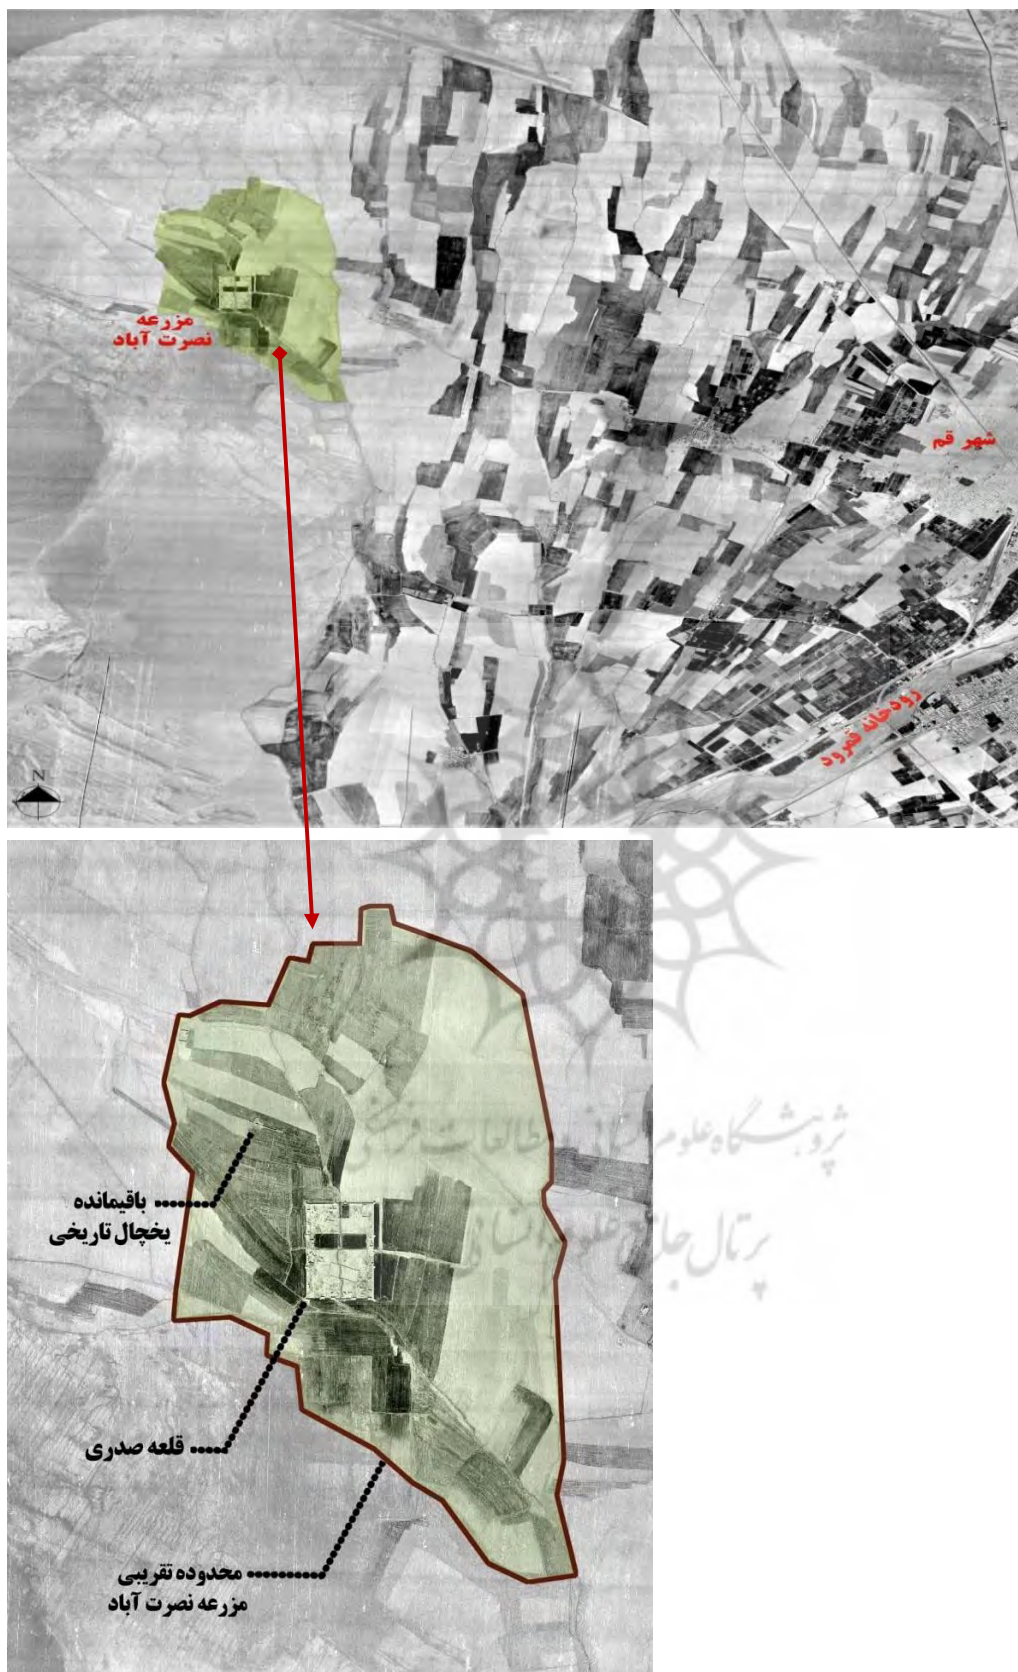 مزرعه
نصرت آباد
شهر قم
رودخانه قمرود
N
پژوهشگاه علوم انسانی و مطالعات فرهنگی
پرتال جامع علوم انسانی
باقیمانده
یخچال تاریخی
قلعه صدری
محدوده تقریبی
مزرعه نصرت آباد